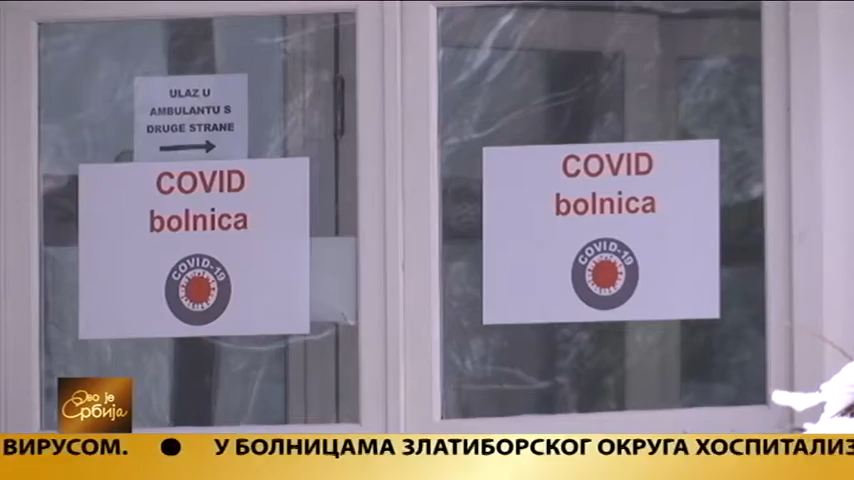 ULAZ U
AMBULANTU S
DRUGE STRANE
COVID
bolnica
COVID-19
COVID
bolnica
COVID-19
Ово је
Србија
ВИРУСОМ. ● У БОЛНИЦАМА ЗЛАТИБОРСКОГ ОКРУГА ХОСПИТАЛИЗ